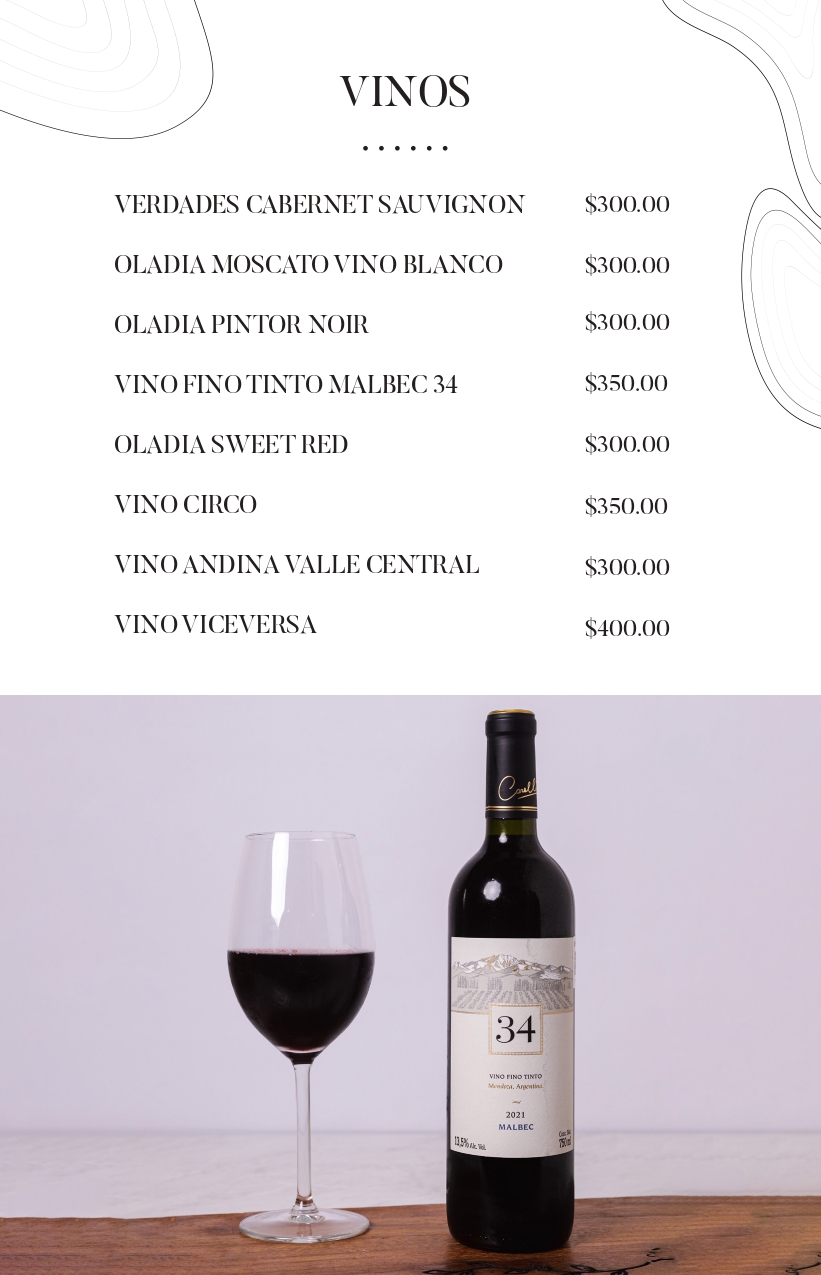 VINOS
VERDADES CABERNET SAUVIGNON $300.00
OLADIA MOSCATO VINO BLANCO $300.00
OLADIA PINTOR NOIR $300.00
VINO FINO TINTO MALBEC 34 $350.00
OLADIA SWEET RED $300.00
VINO CIRCO $350.00
VINO ANDINA VALLE CENTRAL $300.00
VINO VICEVERSA $400.00
34
VINO FINO TINTO
Mendoza, Argentina.
2021
MALBEC
13,5% Alc. Vol.
750 ml